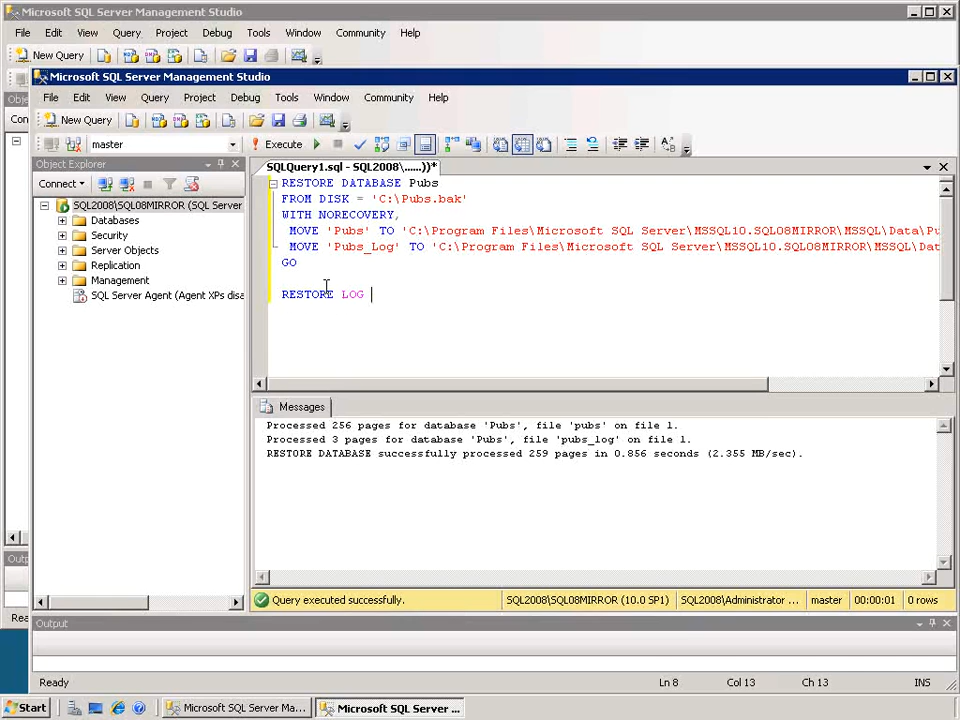 Microsoft SQL Server Management Studio
File Edit View Query Project Debug Tools Window Community Help
New Query
Microsoft SQL Server Management Studio
File Edit View Query Project Debug Tools Window Community Help
New Query
master Execute
Obje
Object Explorer
SQLQuery1.sql - SQL2008\......))*
Con
Connect
RESTORE DATABASE Pubs
FROM DISK = 'C:\Pubs.bak'
WITH NORECOVERY,
MOVE 'Pubs' TO 'C:\Program Files\Microsoft SQL Server\MSSQL10.SQL08MIRROR\MSSQL\Data\Pu
MOVE 'Pubs_Log' TO 'C:\Program Files\Microsoft SQL Server\MSSQL10.SQL08MIRROR\MSSQL\Dat
GO
RESTORE LOG
SQL2008\SQL08MIRROR (SQL Server
Databases
Security
Server Objects
Replication
Management
SQL Server Agent (Agent XPs disa
Messages
Processed 256 pages for database 'Pubs', file 'pubs' on file 1.
Processed 3 pages for database 'Pubs', file 'pubs_log' on file 1.
RESTORE DATABASE successfully processed 259 pages in 0.856 seconds (2.355 MB/sec).
Query executed successfully. SQL2008\SQL08MIRROR (10.0 SP1) SQL2008\Administrator ... master 00:00:01 0 rows
Outp
Output
Rea
Ready Ln 8 Col 13 Ch 13 INS
Start Microsoft SQL Server Ma... Microsoft SQL Server ...